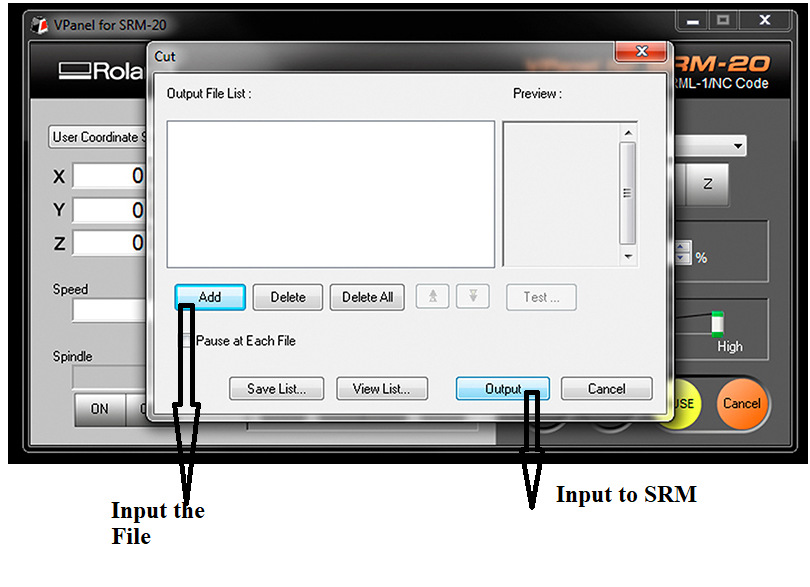 VPanel for SRM-20
Cut
Rola
RM-20
RML-1/NC Code
Output File List :
Preview :
User Coordinate S
X 0
Y 0
Z 0
Z
%
Speed
Add Delete Delete All Test ...
Pause at Each File
High
Spindle
Save List... View List... Output Cancel
ON
USE
Cancel
Input the
File
Input to SRM